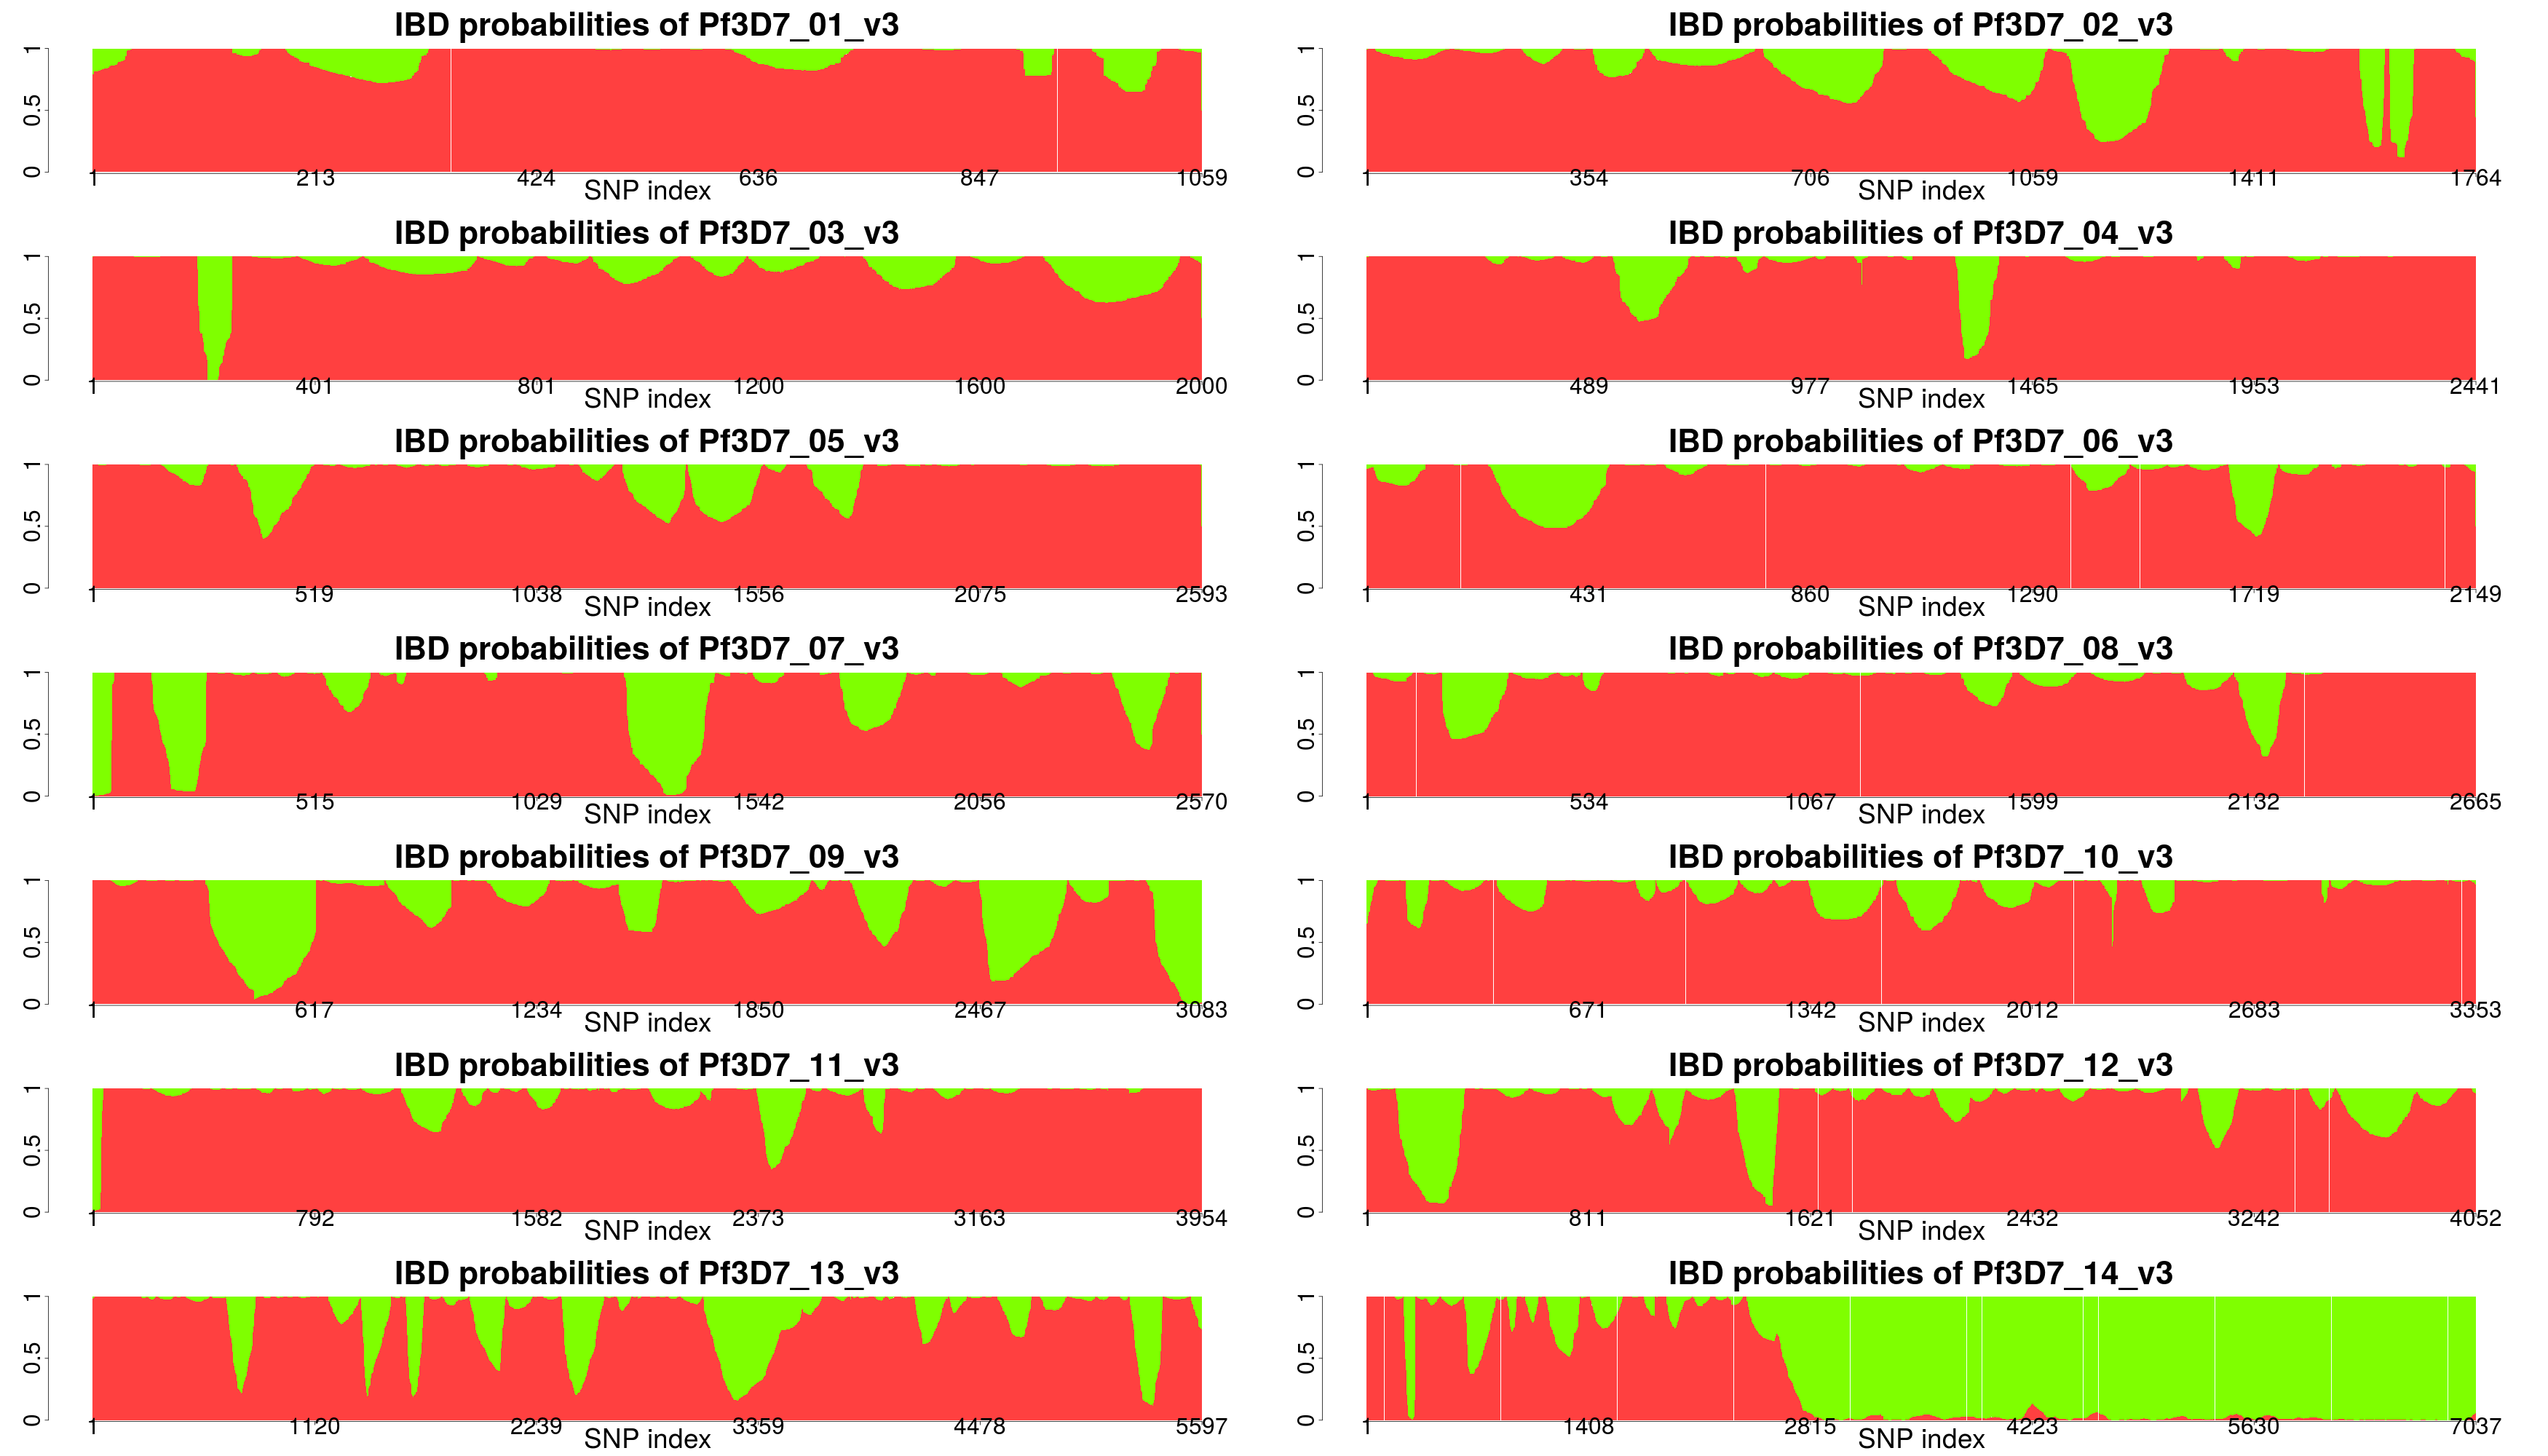 IBD probabilities of Pf3D7_01_v3
0 0.5 1
1 213 424 636 847 1059
SNP index
IBD probabilities of Pf3D7_02_v3
0 0.5 1
1 354 706 1059 1411 1764
SNP index
IBD probabilities of Pf3D7_03_v3
0 0.5 1
1 401 801 1200 1600 2000
SNP index
IBD probabilities of Pf3D7_04_v3
0 0.5 1
1 489 977 1465 1953 2441
SNP index
IBD probabilities of Pf3D7_05_v3
0 0.5 1
1 519 1038 1556 2075 2593
SNP index
IBD probabilities of Pf3D7_06_v3
0 0.5 1
1 431 860 1290 1719 2149
SNP index
IBD probabilities of Pf3D7_07_v3
0 0.5 1
1 515 1029 1542 2056 2570
SNP index
IBD probabilities of Pf3D7_08_v3
0 0.5 1
1 534 1067 1599 2132 2665
SNP index
IBD probabilities of Pf3D7_09_v3
0 0.5 1
1 617 1234 1850 2467 3083
SNP index
IBD probabilities of Pf3D7_10_v3
0 0.5 1
1 671 1342 2012 2683 3353
SNP index
IBD probabilities of Pf3D7_11_v3
0 0.5 1
1 792 1582 2373 3163 3954
SNP index
IBD probabilities of Pf3D7_12_v3
0 0.5 1
1 811 1621 2432 3242 4052
SNP index
IBD probabilities of Pf3D7_13_v3
0 0.5 1
1 1120 2239 3359 4478 5597
SNP index
IBD probabilities of Pf3D7_14_v3
0 0.5 1
1 1408 2815 4223 5630 7037
SNP index